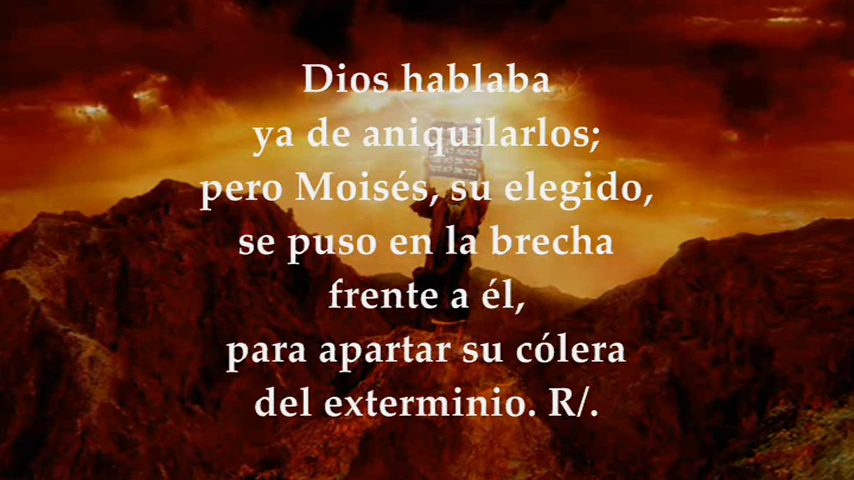 Dios hablaba
ya de aniquilarlos;
pero Moisés, su elegido,
se puso en la brecha
frente a él,
para apartar su cólera
del exterminio. R/.